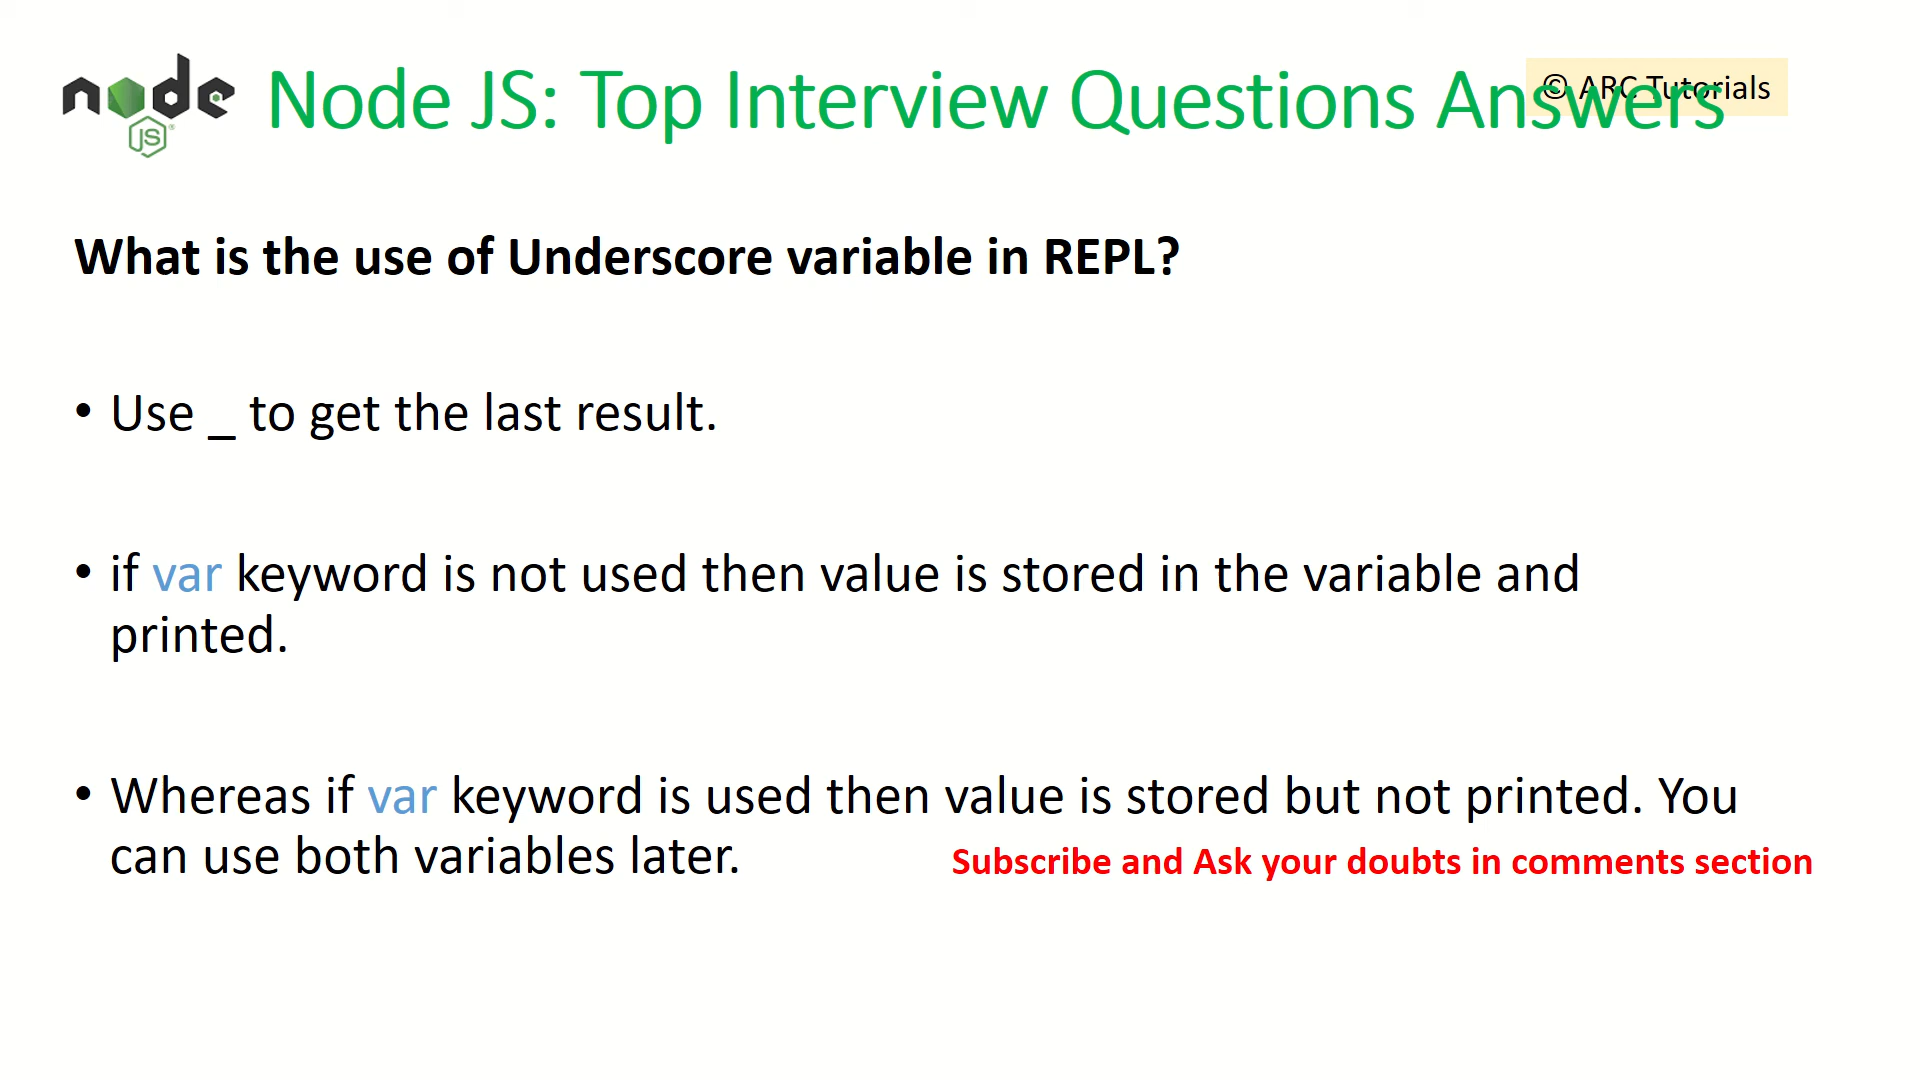 node
JS
Node JS: Top Interview Questions Answers
© ARC Tutorials
What is the use of Underscore variable in REPL?
• Use _ to get the last result.
• if var keyword is not used then value is stored in the variable and
printed.
• Whereas if var keyword is used then value is stored but not printed. You
can use both variables later.
Subscribe and Ask your doubts in comments section